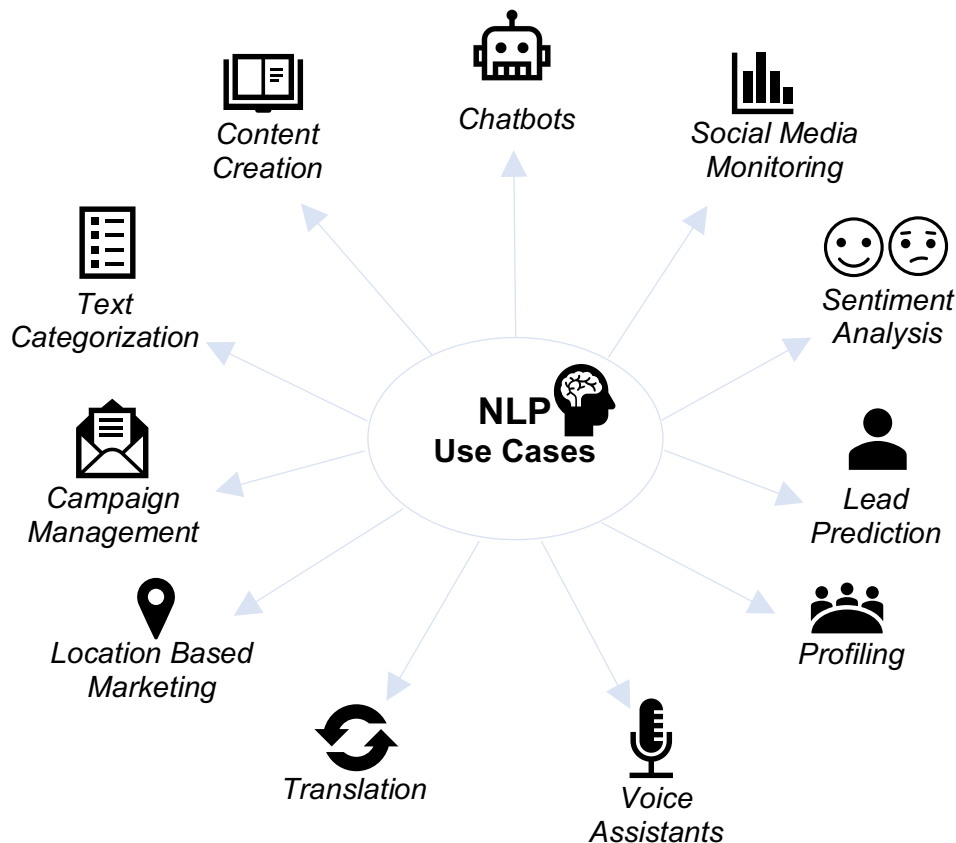 Chatbots
Content
Creation
Social Media
Monitoring
Text
Categorization
Sentiment
Analysis
NLP
Use Cases
Campaign
Management
Lead
Prediction
Location Based
Marketing
Profiling
Translation
Voice
Assistants